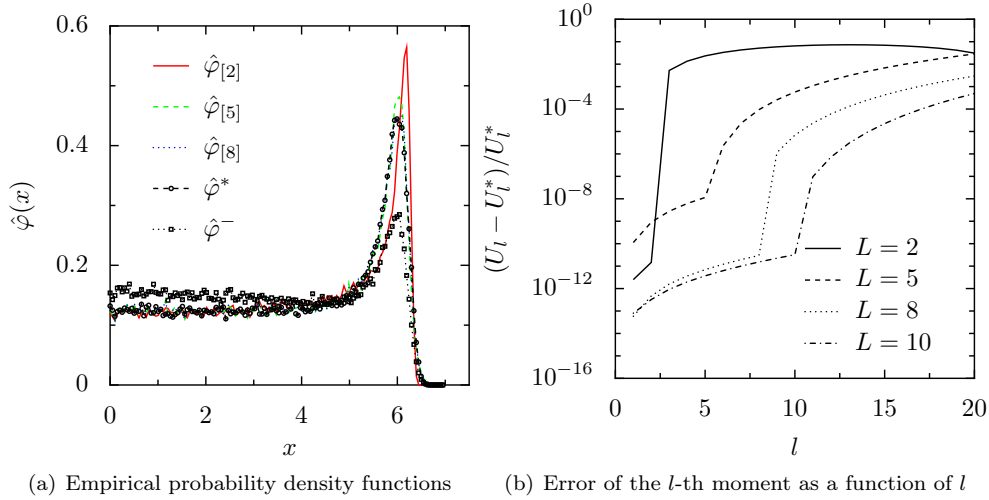 0.6
0.4
0.2
0
0
2
4
6
x
φ̂(x)
φ̂[2]
φ̂[5]
φ̂[8]
φ̂*
φ̂⁻
(a) Empirical probability density functions
10⁰
10⁻⁴
10⁻⁸
10⁻¹²
10⁻¹⁶
0
5
10
15
20
l
(U_l − U_l*)/U_l*
L = 2
L = 5
L = 8
L = 10
(b) Error of the l-th moment as a function of l